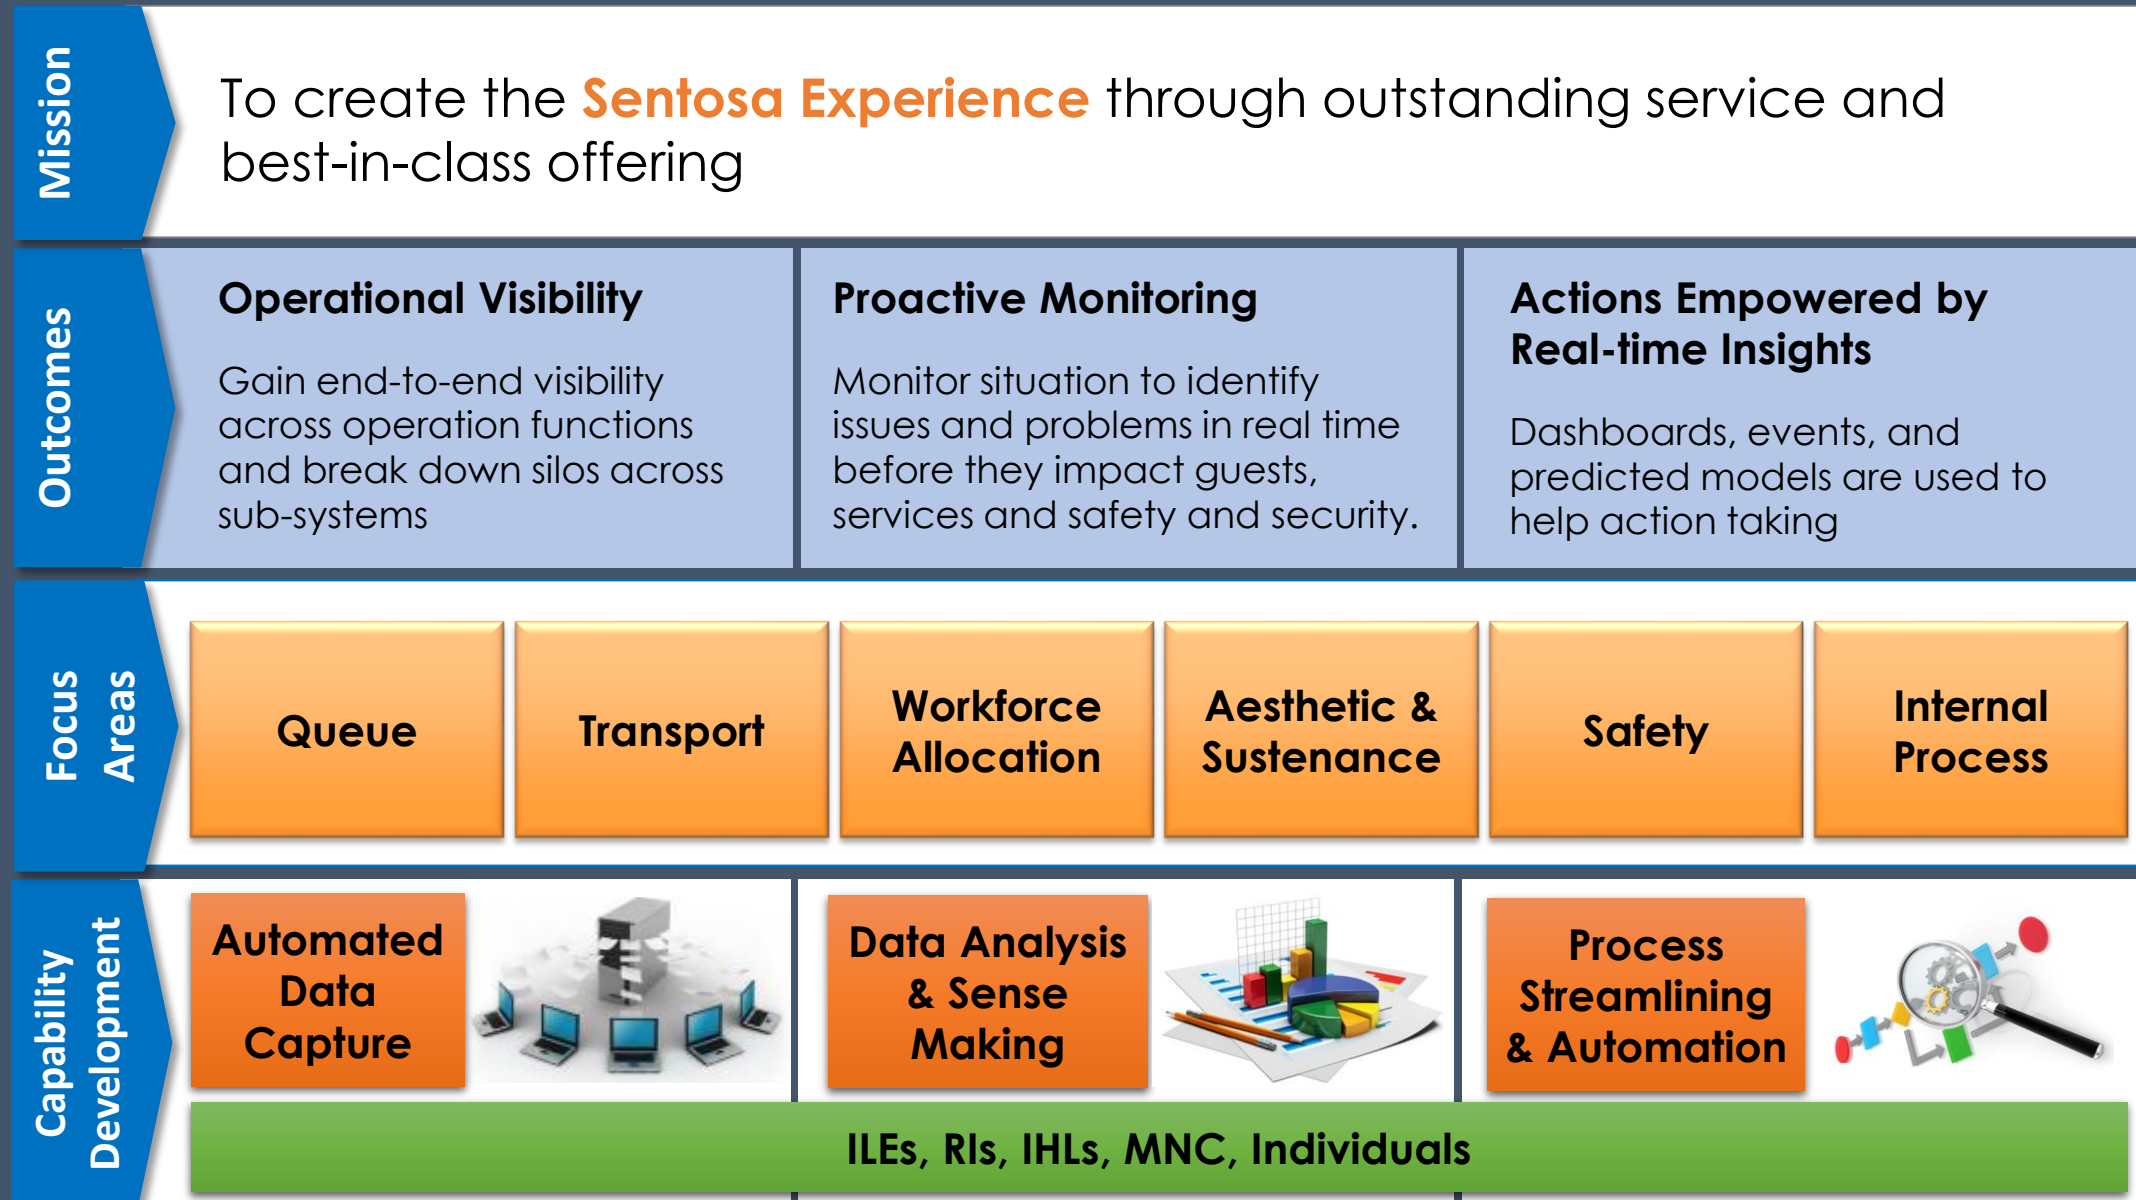 Mission
To create the Sentosa Experience through outstanding service and
best-in-class offering
Outcomes
Operational Visibility
Gain end-to-end visibility
across operation functions
and break down silos across
sub-systems
Proactive Monitoring
Monitor situation to identify
issues and problems in real time
before they impact guests,
services and safety and security.
Actions Empowered by
Real-time Insights
Dashboards, events, and
predicted models are used to
help action taking
Focus
Areas
Queue
Transport
Workforce
Allocation
Aesthetic &
Sustenance
Safety
Internal
Process
Capability
Development
Automated
Data
Capture
Data Analysis
& Sense
Making
Process
Streamlining
& Automation
ILEs, RIs, IHLs, MNC, Individuals